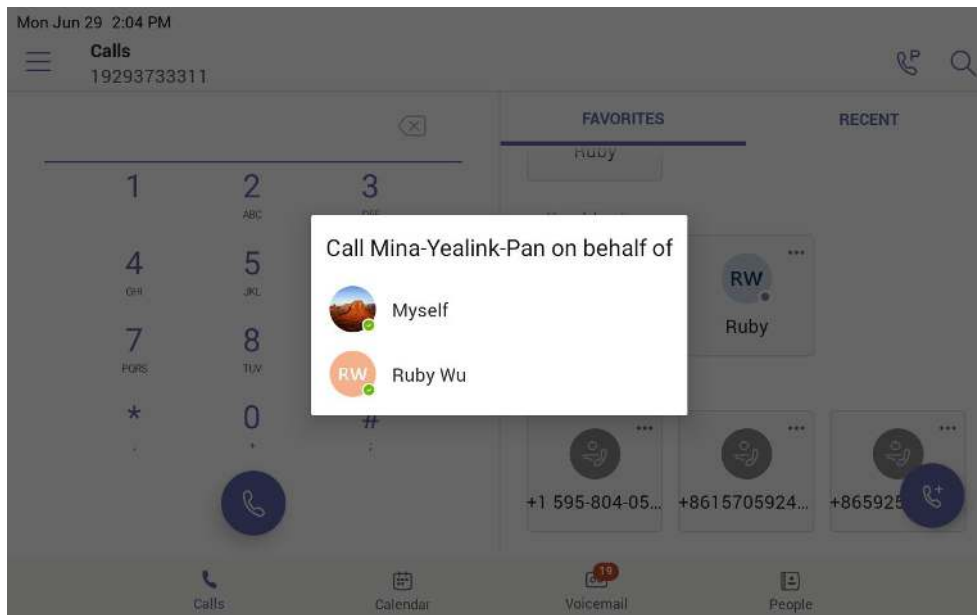 Mon Jun 29 2:04 PM
Calls
19293733311
FAVORITES
RECENT
Ruby
1
2
ABC
3
DEF
4
GHI
5
JKL
7
PQRS
8
TUV
*
,
0
+
#
;
Call Mina-Yealink-Pan on behalf of
Myself
RW
Ruby Wu
RW
Ruby
+1 595-804-05...
+8615705924...
+865925
P
Calls
Calendar
19
Voicemail
People